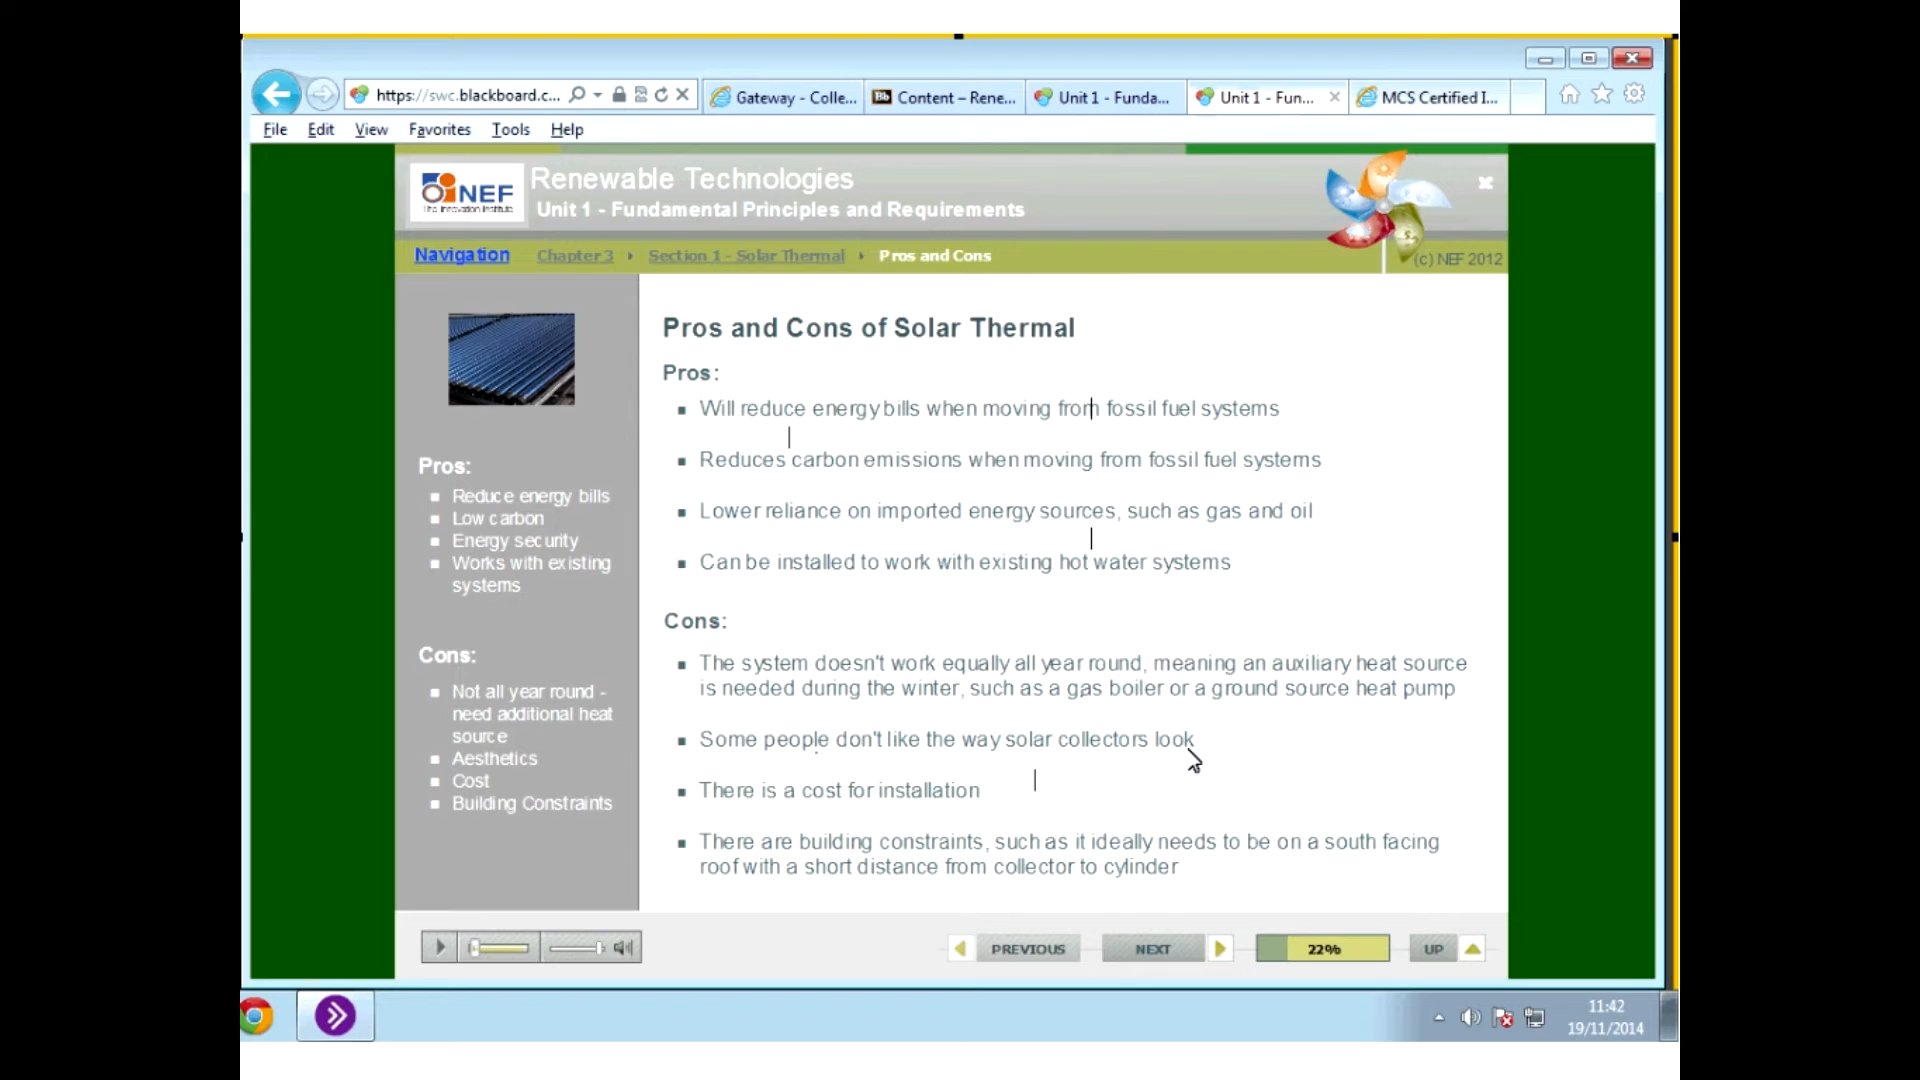 https://swc.blackboard.c...
Gateway - Colle...
Content – Rene...
Unit 1 - Funda...
Unit 1 - Fun...
MCS Certified I...
File Edit View Favorites Tools Help
NEF
The Innovation Institute
Renewable Technologies
Unit 1 - Fundamental Principles and Requirements
Navigation Chapter 3 Section 1 - Solar Thermal Pros and Cons
(c) NEF 2012
Pros:
Reduce energy bills
Low carbon
Energy security
Works with existing
systems
Cons:
Not all year round -
need additional heat
source
Aesthetics
Cost
Building Constraints
Pros and Cons of Solar Thermal
Pros:
Will reduce energy bills when moving from fossil fuel systems
Reduces carbon emissions when moving from fossil fuel systems
Lower reliance on imported energy sources, such as gas and oil
Can be installed to work with existing hot water systems
Cons:
The system doesn't work equally all year round, meaning an auxiliary heat source
is needed during the winter, such as a gas boiler or a ground source heat pump
Some people don't like the way solar collectors look
There is a cost for installation
There are building constraints, such as it ideally needs to be on a south facing
roof with a short distance from collector to cylinder
PREVIOUS
NEXT
22%
UP
11:42
19/11/2014